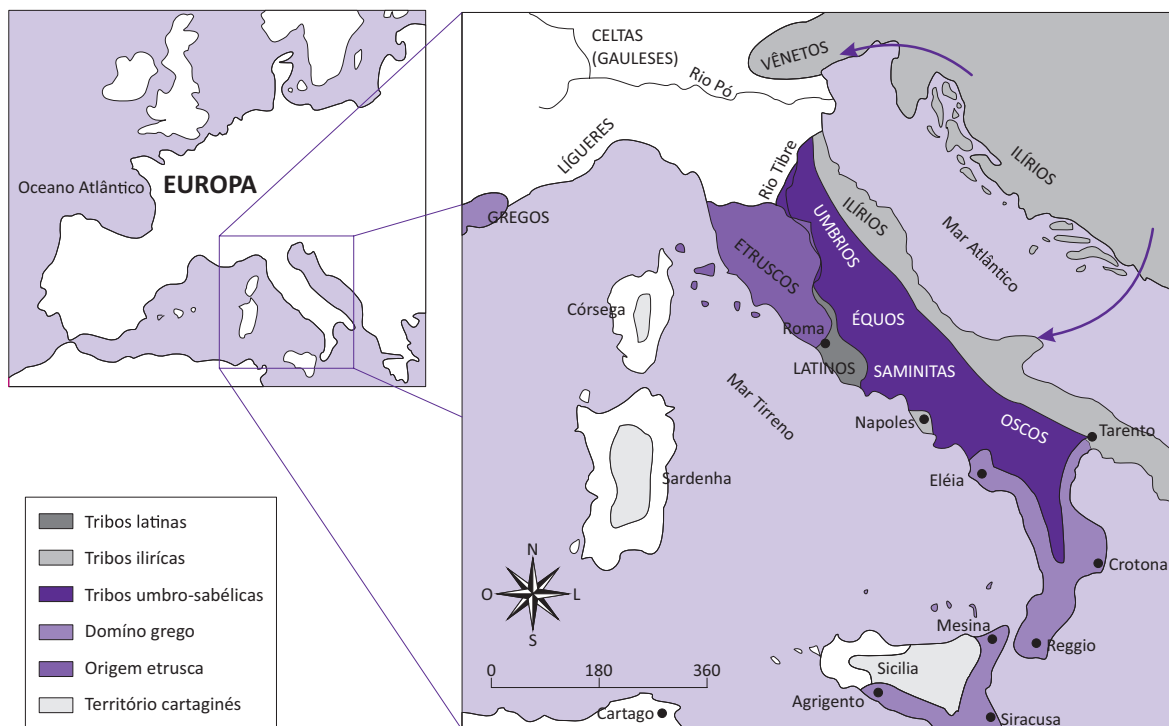 Oceano Atlântico
EUROPA
CELTAS
(GAULESES)
VÊNETOS
Rio Pó
LÍGUERES
Rio Tibre
ILÍRIOS
ILÍRIOS
GREGOS
UMBRIOS
Mar Atlântico
ETRUSCOS
Córsega
Roma
ÉQUOS
LATINOS
SAMINITAS
Mar Tirreno
Napoles
OSCOS
Tarento
Sardenha
Eléia
Crotona
N
O
L
S
Mesina
Reggio
Sicilia
0 180 360
Agrigento
Cartago
Siracusa
Tribos latinas
Tribos ilirícas
Tribos umbro-sabélicas
Domíno grego
Origem etrusca
Território cartaginés